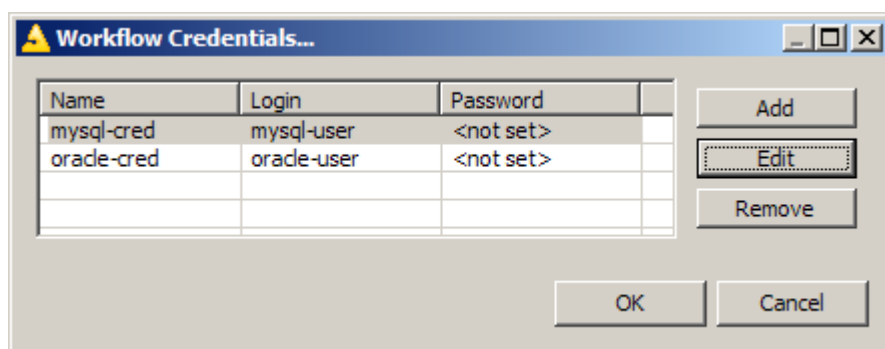 Workflow Credentials...
Name Login Password
mysql-cred mysql-user <not set>
oracle-cred oracle-user <not set>
Add
Edit
Remove
OK Cancel